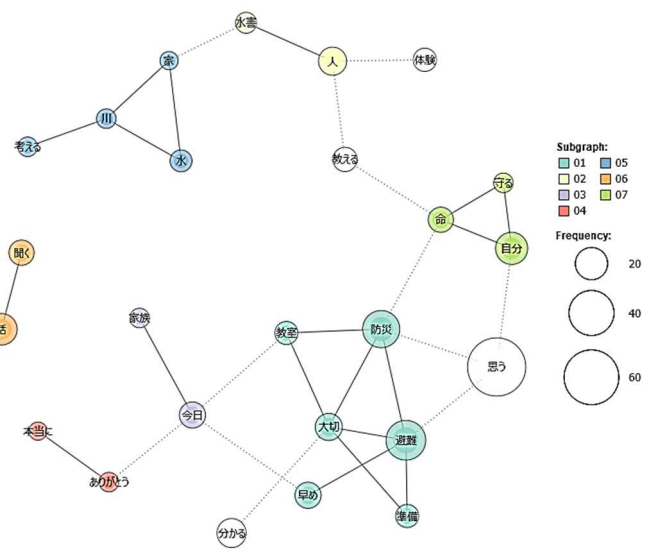 水害
家
人
体験
川
考える
水
教える
守る
命
自分
聞く
話
家族
教室
防災
思う
今日
大切
避難
本当に
ありがとう
早め
準備
分かる
Subgraph:
01 05
02 06
03 07
04
Frequency:
20
40
60